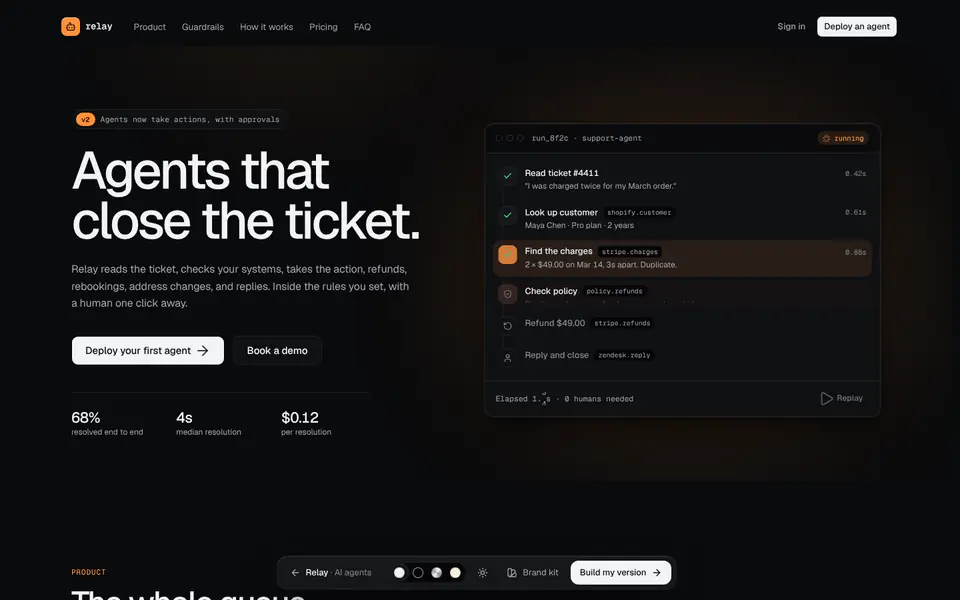 relay Product Guardrails How it works Pricing FAQ Sign in Deploy an agent
v2 Agents now take actions, with approvals
Agents that
close the ticket.
Relay reads the ticket, checks your systems, takes the action, refunds,
rebookings, address changes, and replies. Inside the rules you set, with
a human one click away.
Deploy your first agent Book a demo
68% 4s $0.12
resolved end to end median resolution per resolution
run_8f2c · support-agent running
Read ticket #4411 0.42s
"I was charged twice for my March order."
Look up customer shopify.customer 0.61s
Maya Chen · Pro plan · 2 years
Find the charges stripe.charges 0.88s
2 × $49.00 on Mar 14, 3s apart. Duplicate.
Check policy policy.refunds
Refund $49.00 stripe.refunds
Reply and close zendesk.reply
Elapsed · 0 humans needed Replay
PRODUCT
The whole queue
Relay · AI agents Brand kit Build my version